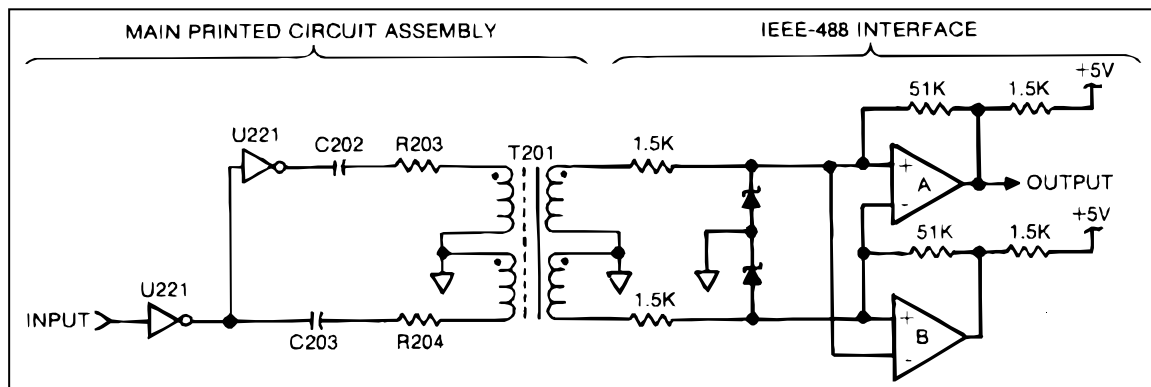 MAIN PRINTED CIRCUIT ASSEMBLY
IEEE-488 INTERFACE
+5V
51K
1.5K
U221
C202
R203
T201
1.5K
+
A
-
OUTPUT
+5V
51K
1.5K
U221
INPUT
C203
R204
1.5K
+
B
-